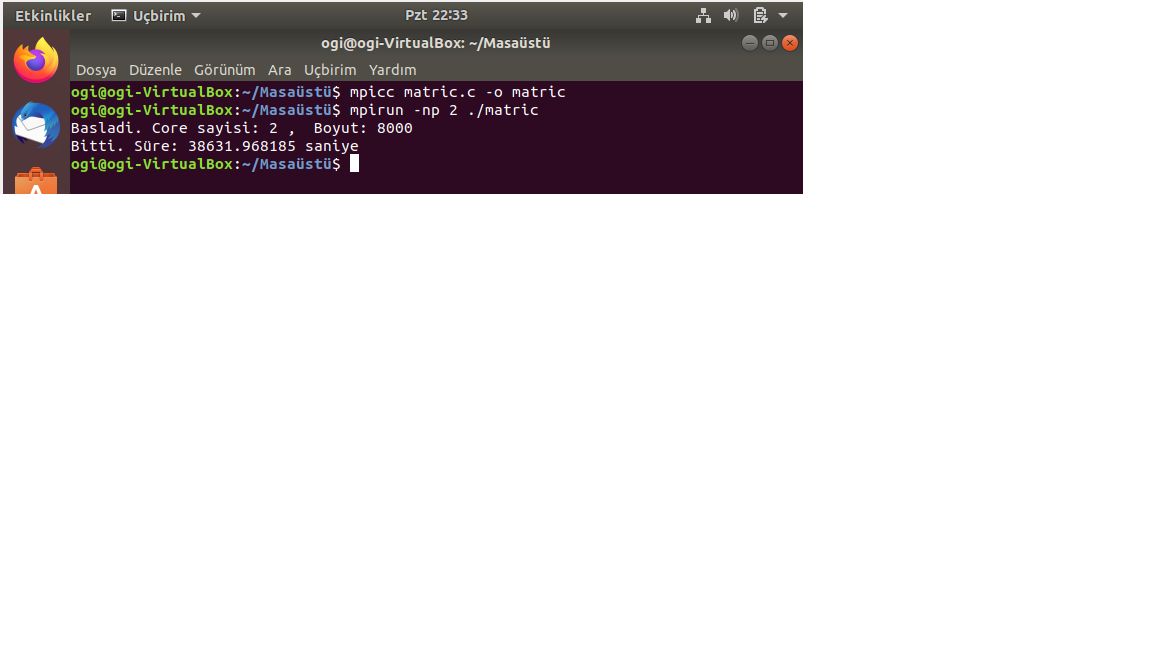 Etkinlikler Uçbirim Pzt 22:33
ogi@ogi-VirtualBox: ~/Masaüstü
Dosya Düzenle Görünüm Ara Uçbirim Yardım
ogi@ogi-VirtualBox:~/Masaüstü$ mpicc matric.c -o matric
ogi@ogi-VirtualBox:~/Masaüstü$ mpirun -np 2 ./matric
Basladi. Core sayisi: 2 ,  Boyut: 8000
Bitti. Süre: 38631.968185 saniye
ogi@ogi-VirtualBox:~/Masaüstü$